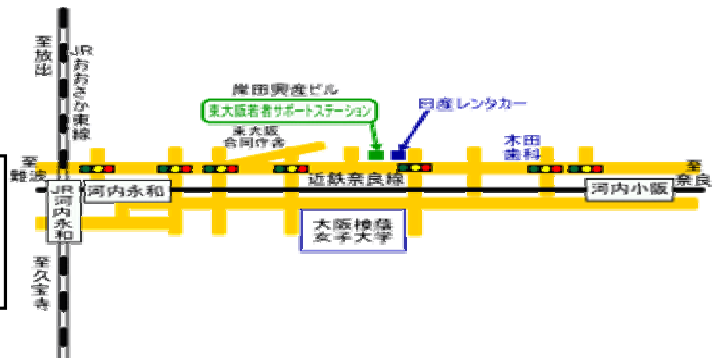 至放出
JRおおさか東線
岸田興産ビル
東大阪若者サポートステーション
日産レンタカー
東大阪
合同庁舎
木田
歯科
至
難波
近鉄奈良線
至
奈良
河内永和
河内小阪
JR河内永和
大阪樟蔭
女子大学
至久宝寺